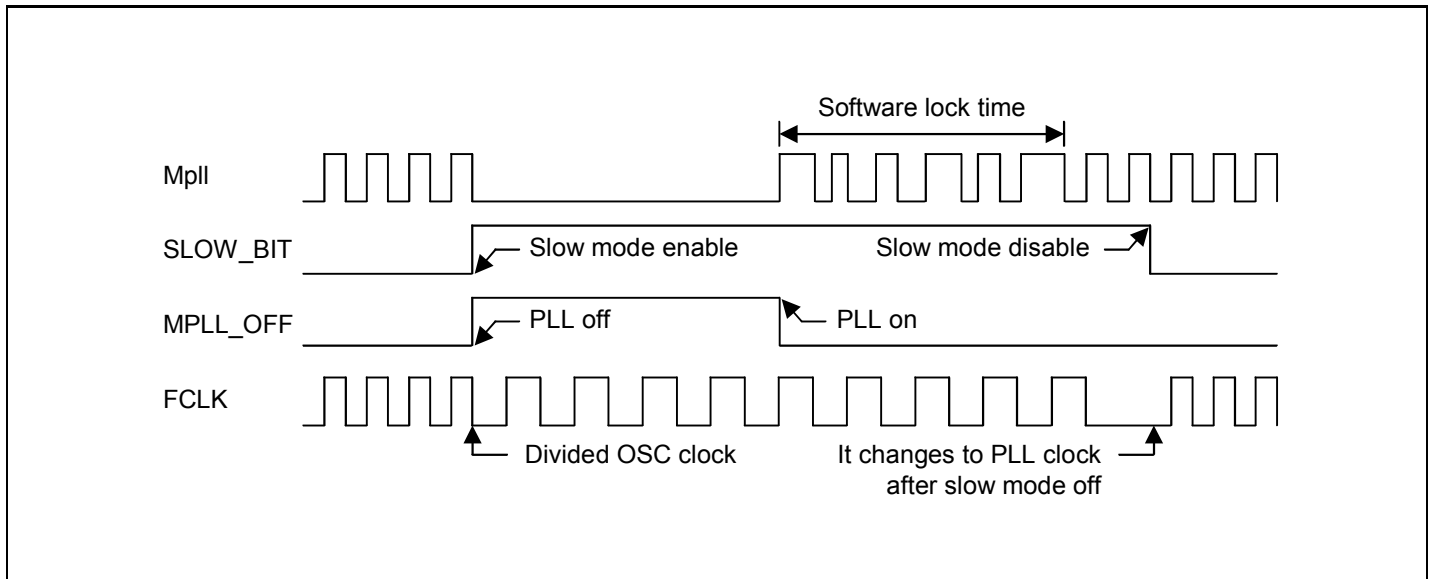 Software lock time
Mpll
SLOW_BIT
Slow mode enable
Slow mode disable
MPLL_OFF
PLL off
PLL on
FCLK
Divided OSC clock
It changes to PLL clock
after slow mode off